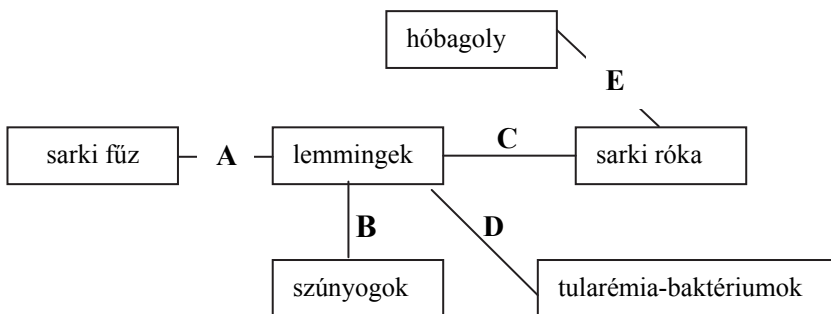 hóbagoly
E
sarki fűz
A
lemmingek
C
sarki róka
B
D
szúnyogok
tularémia-baktériumok